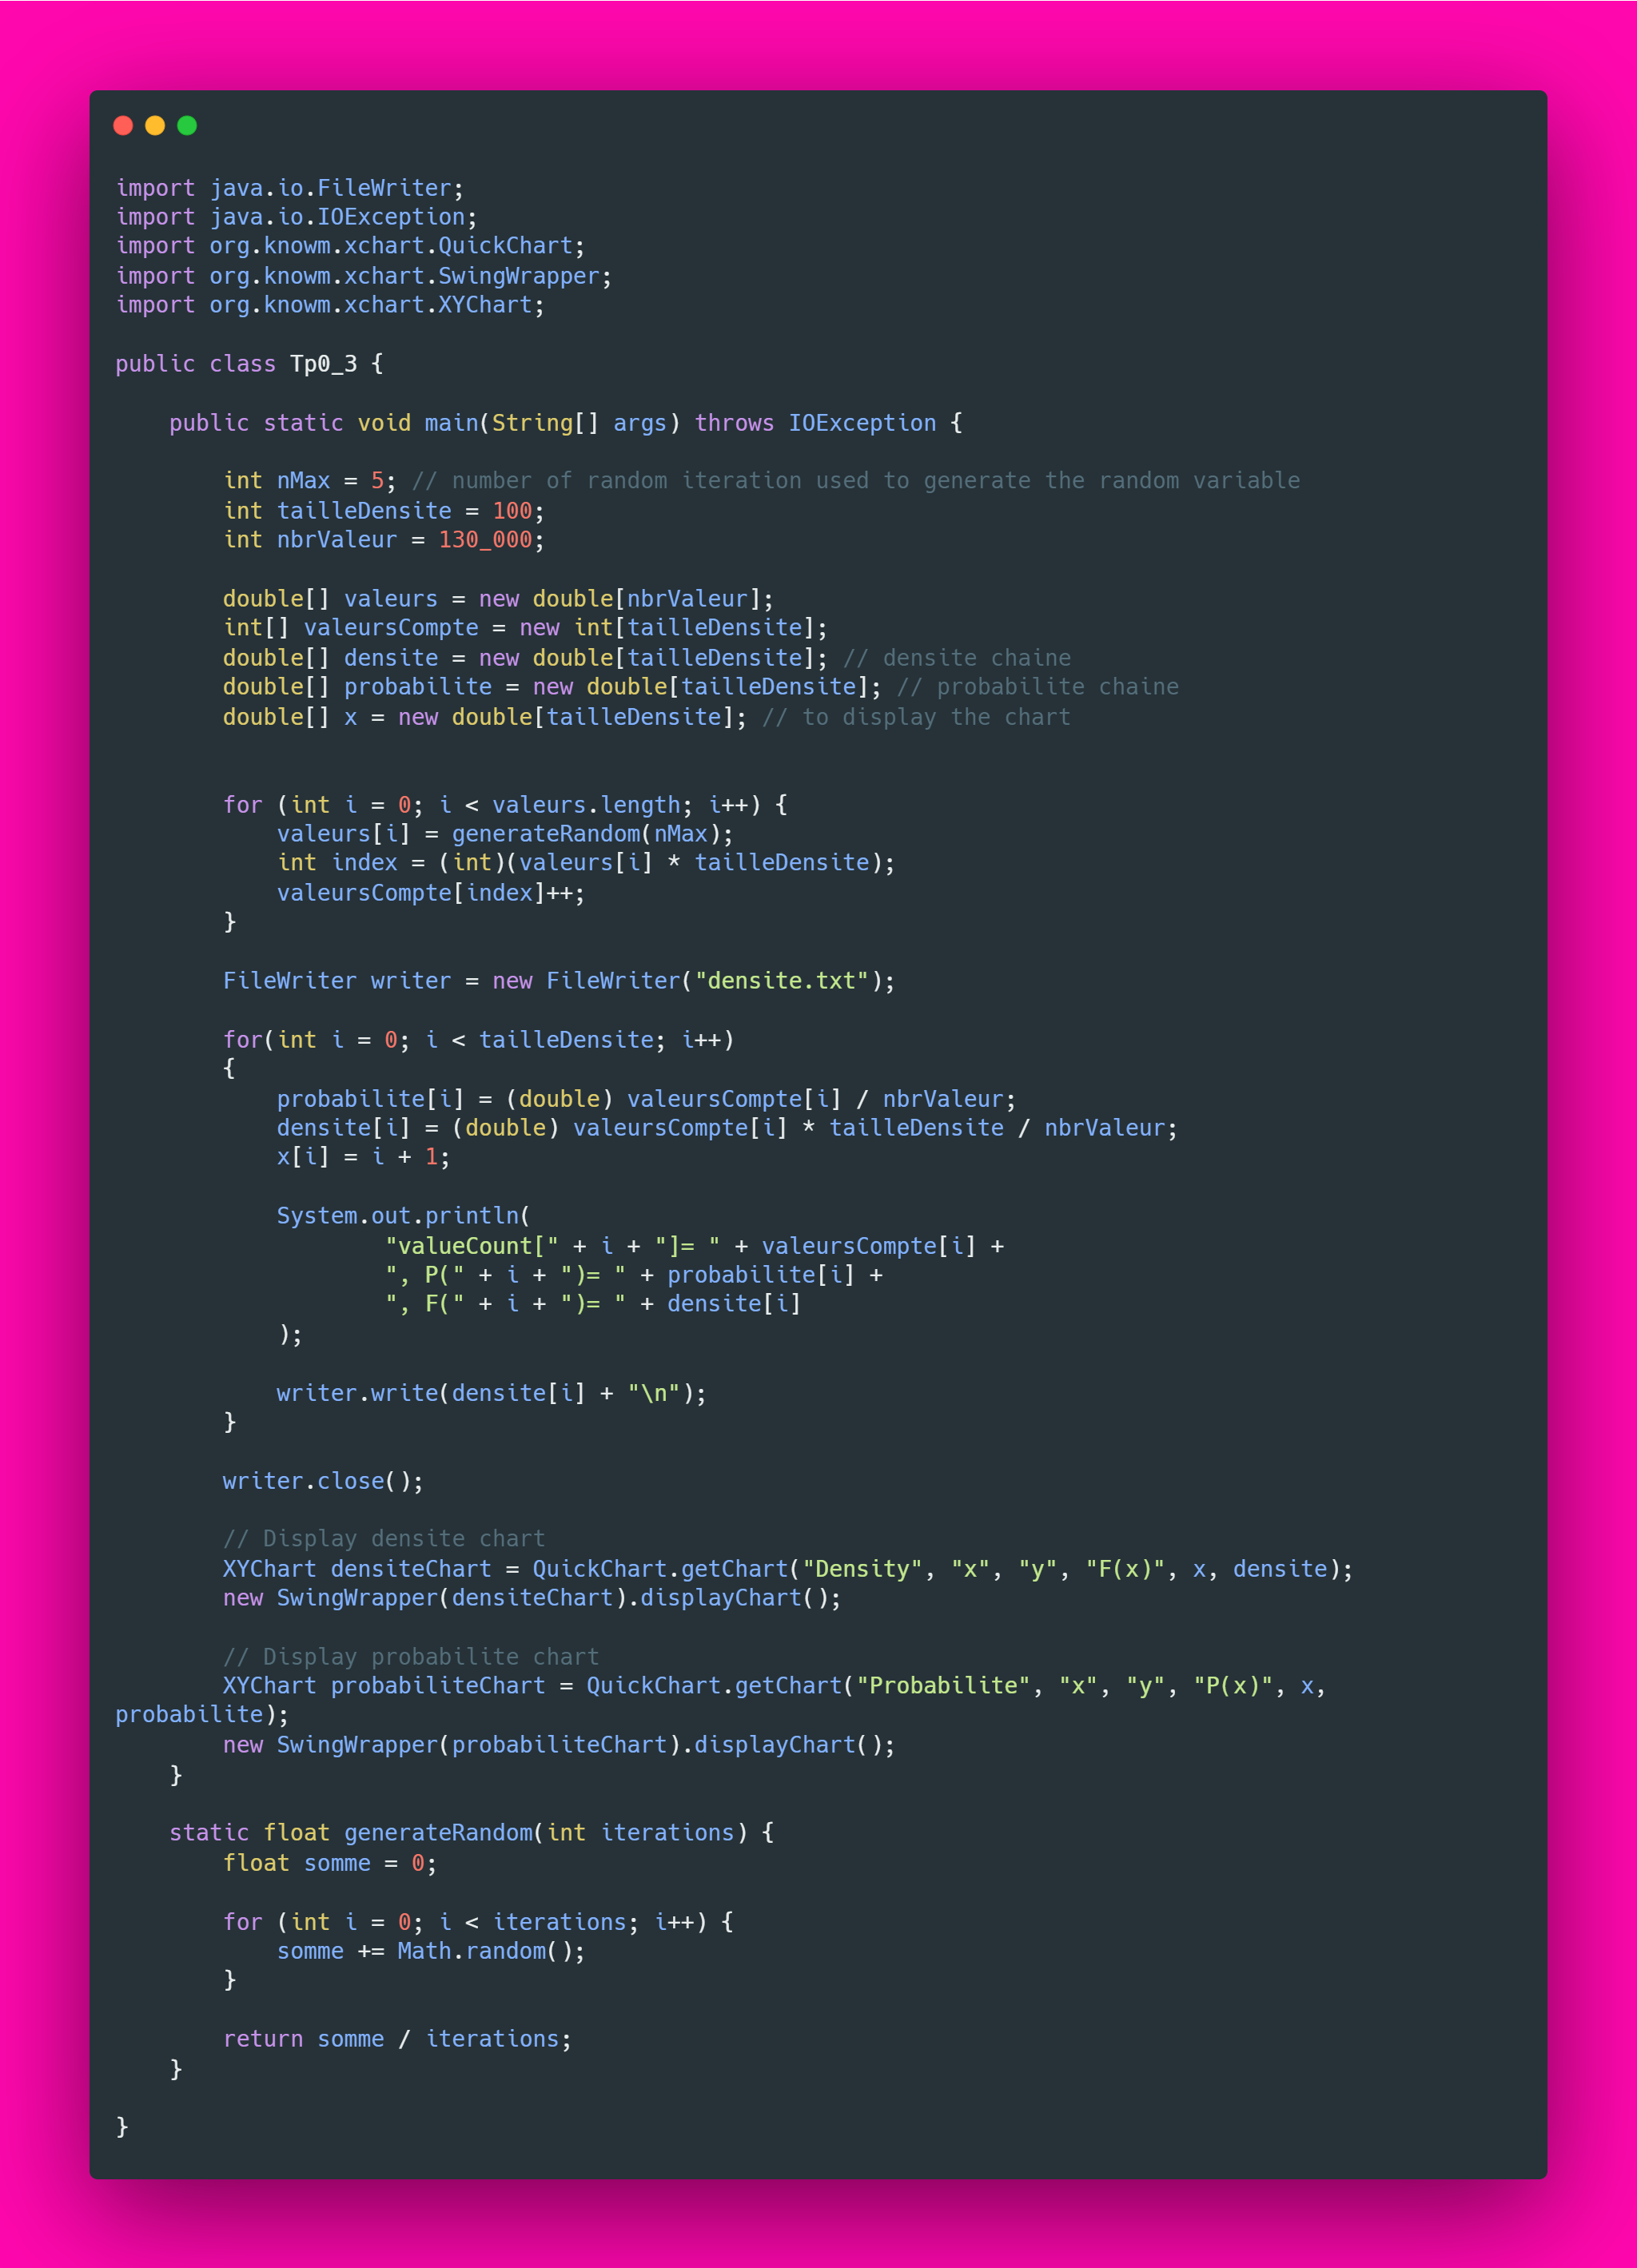 import java.io.FileWriter;
import java.io.IOException;
import org.knowm.xchart.QuickChart;
import org.knowm.xchart.SwingWrapper;
import org.knowm.xchart.XYChart;

public class Tp0_3 {

    public static void main(String[] args) throws IOException {

        int nMax = 5; // number of random iteration used to generate the random variable
        int tailleDensite = 100;
        int nbrValeur = 130_000;

        double[] valeurs = new double[nbrValeur];
        int[] valeursCompte = new int[tailleDensite];
        double[] densite = new double[tailleDensite]; // densite chaine
        double[] probabilite = new double[tailleDensite]; // probabilite chaine
        double[] x = new double[tailleDensite]; // to display the chart


        for (int i = 0; i < valeurs.length; i++) {
            valeurs[i] = generateRandom(nMax);
            int index = (int)(valeurs[i] * tailleDensite);
            valeursCompte[index]++;
        }

        FileWriter writer = new FileWriter("densite.txt");

        for(int i = 0; i < tailleDensite; i++)
        {
            probabilite[i] = (double) valeursCompte[i] / nbrValeur;
            densite[i] = (double) valeursCompte[i] * tailleDensite / nbrValeur;
            x[i] = i + 1;

            System.out.println(
                    "valueCount[" + i + "]= " + valeursCompte[i] +
                    ", P(" + i + ")= " + probabilite[i] +
                    ", F(" + i + ")= " + densite[i]
            );

            writer.write(densite[i] + "\n");
        }

        writer.close();

        // Display densite chart
        XYChart densiteChart = QuickChart.getChart("Density", "x", "y", "F(x)", x, densite);
        new SwingWrapper(densiteChart).displayChart();

        // Display probabilite chart
        XYChart probabiliteChart = QuickChart.getChart("Probabilite", "x", "y", "P(x)", x,
probabilite);
        new SwingWrapper(probabiliteChart).displayChart();
    }

    static float generateRandom(int iterations) {
        float somme = 0;

        for (int i = 0; i < iterations; i++) {
            somme += Math.random();
        }

        return somme / iterations;
    }

}